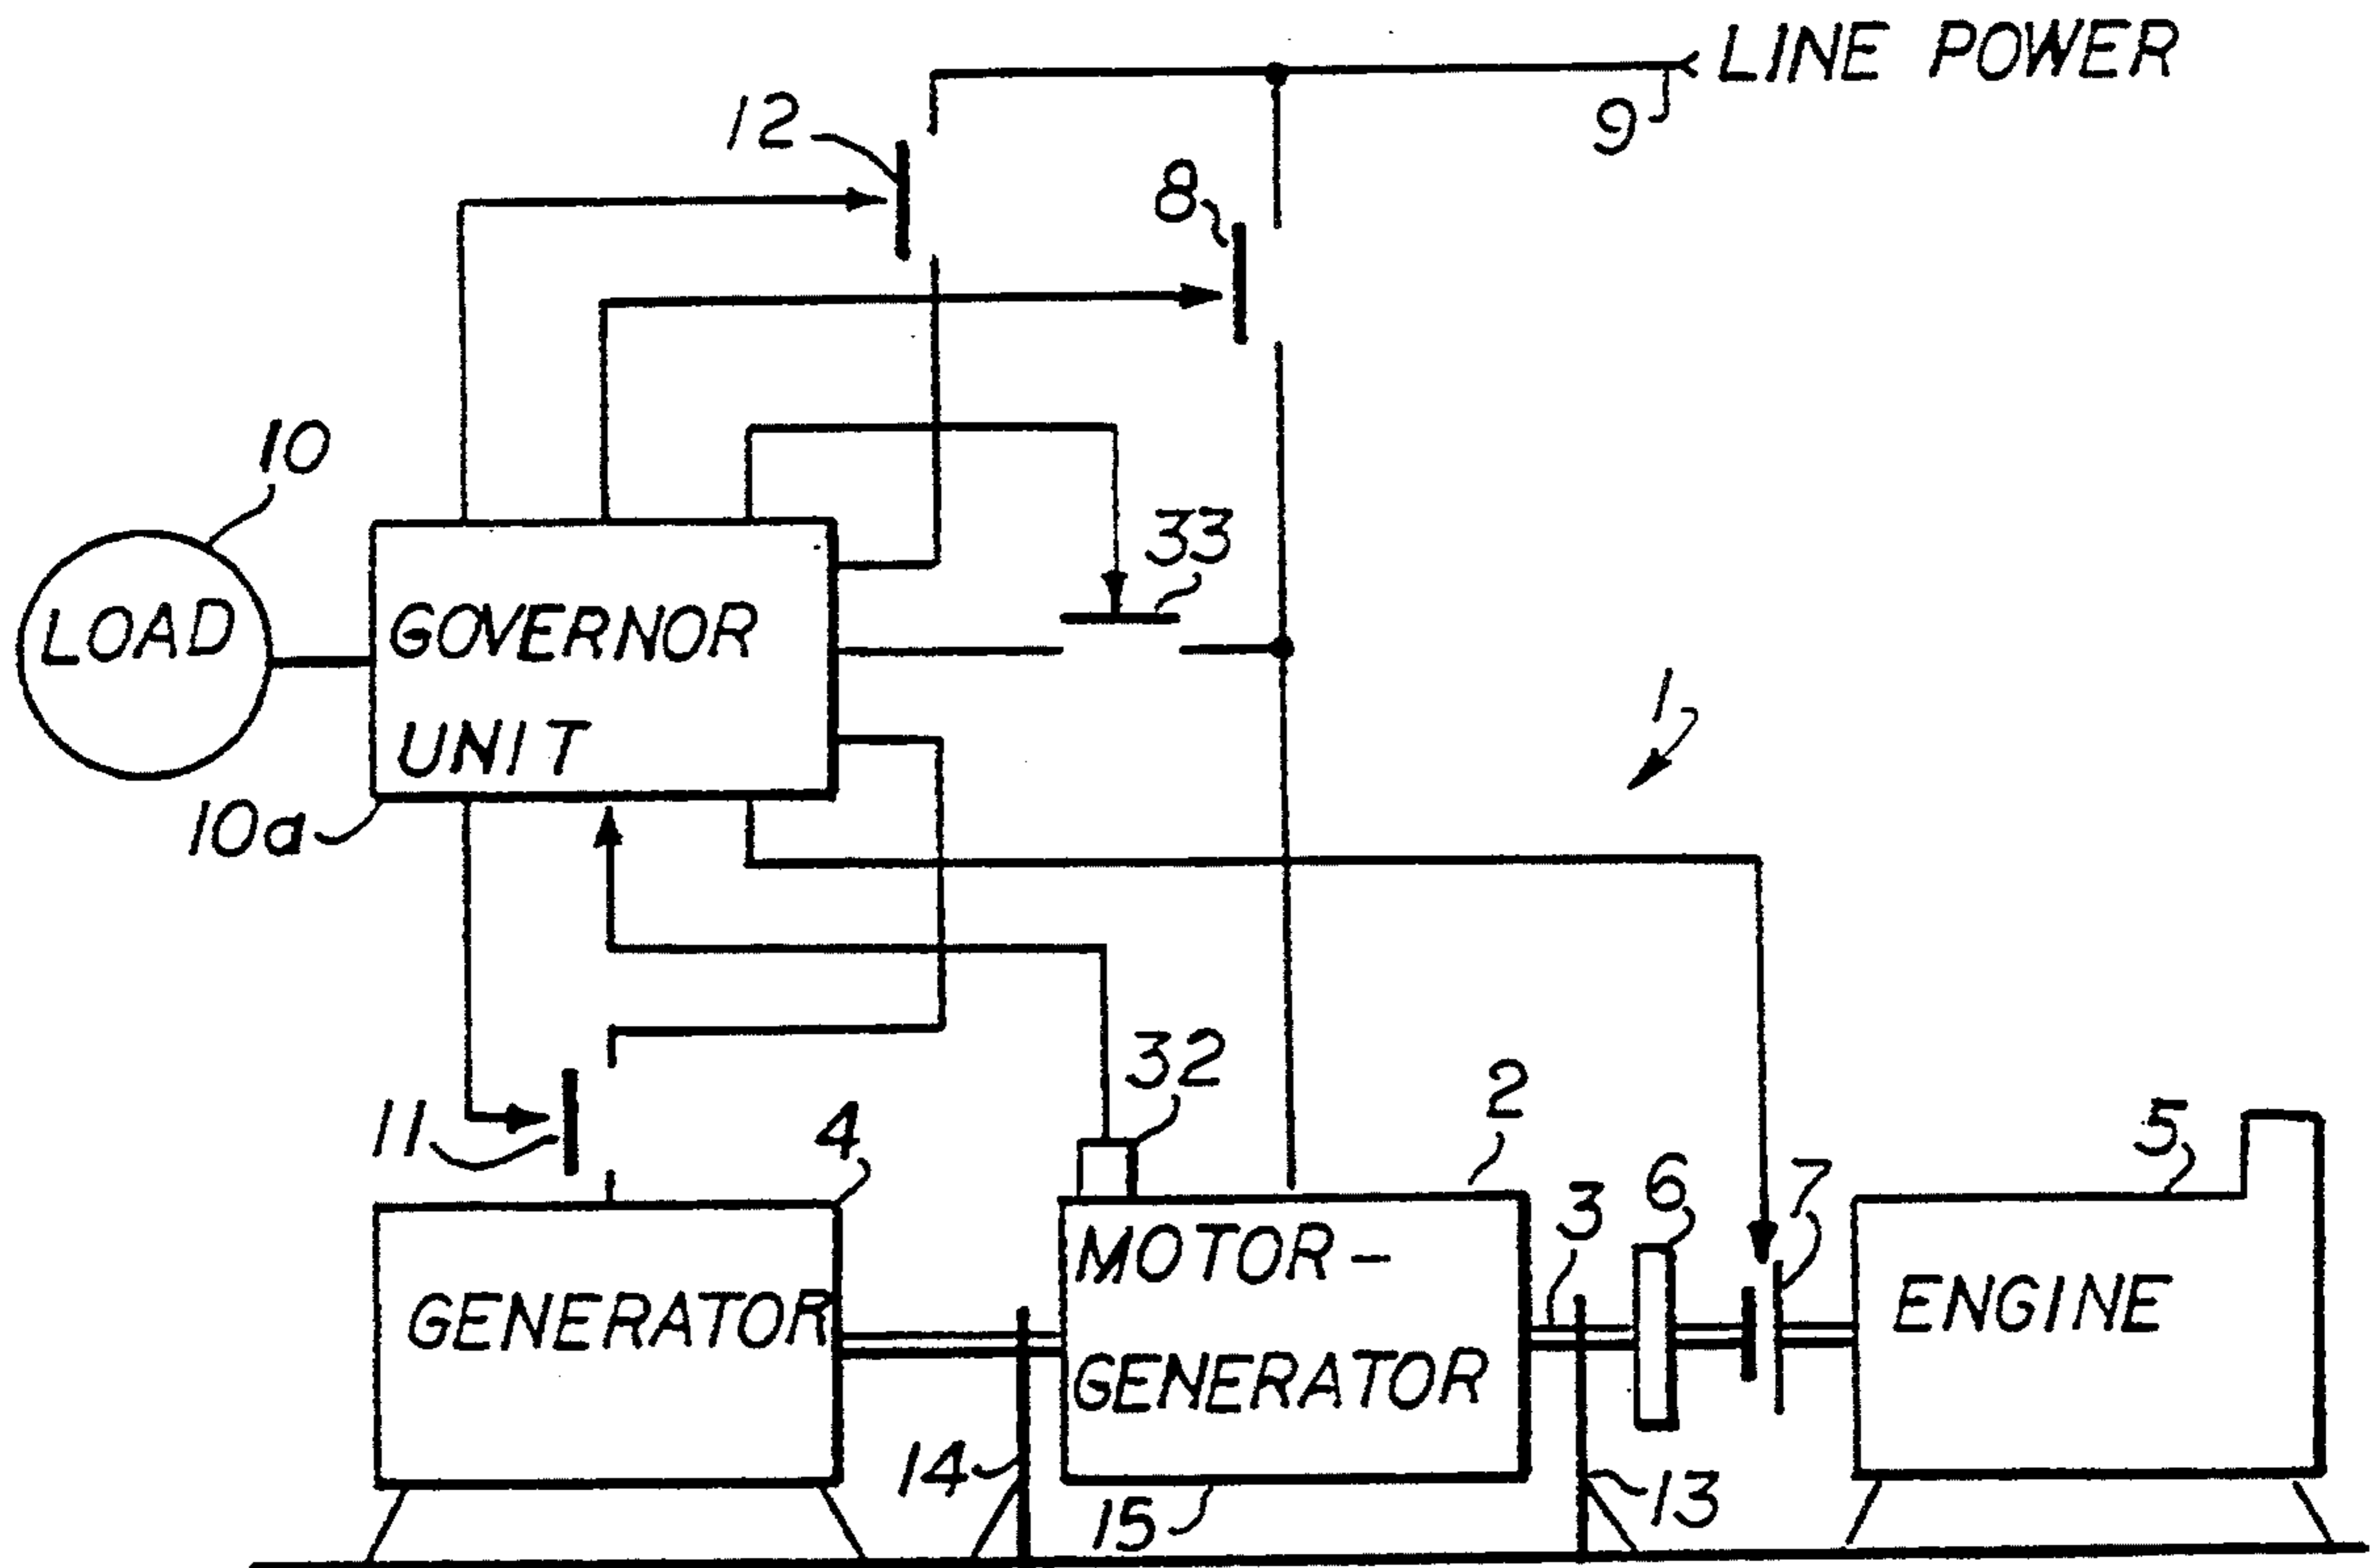 LINE POWER
9
12
8
10
33
LOAD
GOVERNOR
UNIT
1
10a
32
2
11
4
5
3
6
7
MOTOR-
GENERATOR
GENERATOR
ENGINE
14
15
13